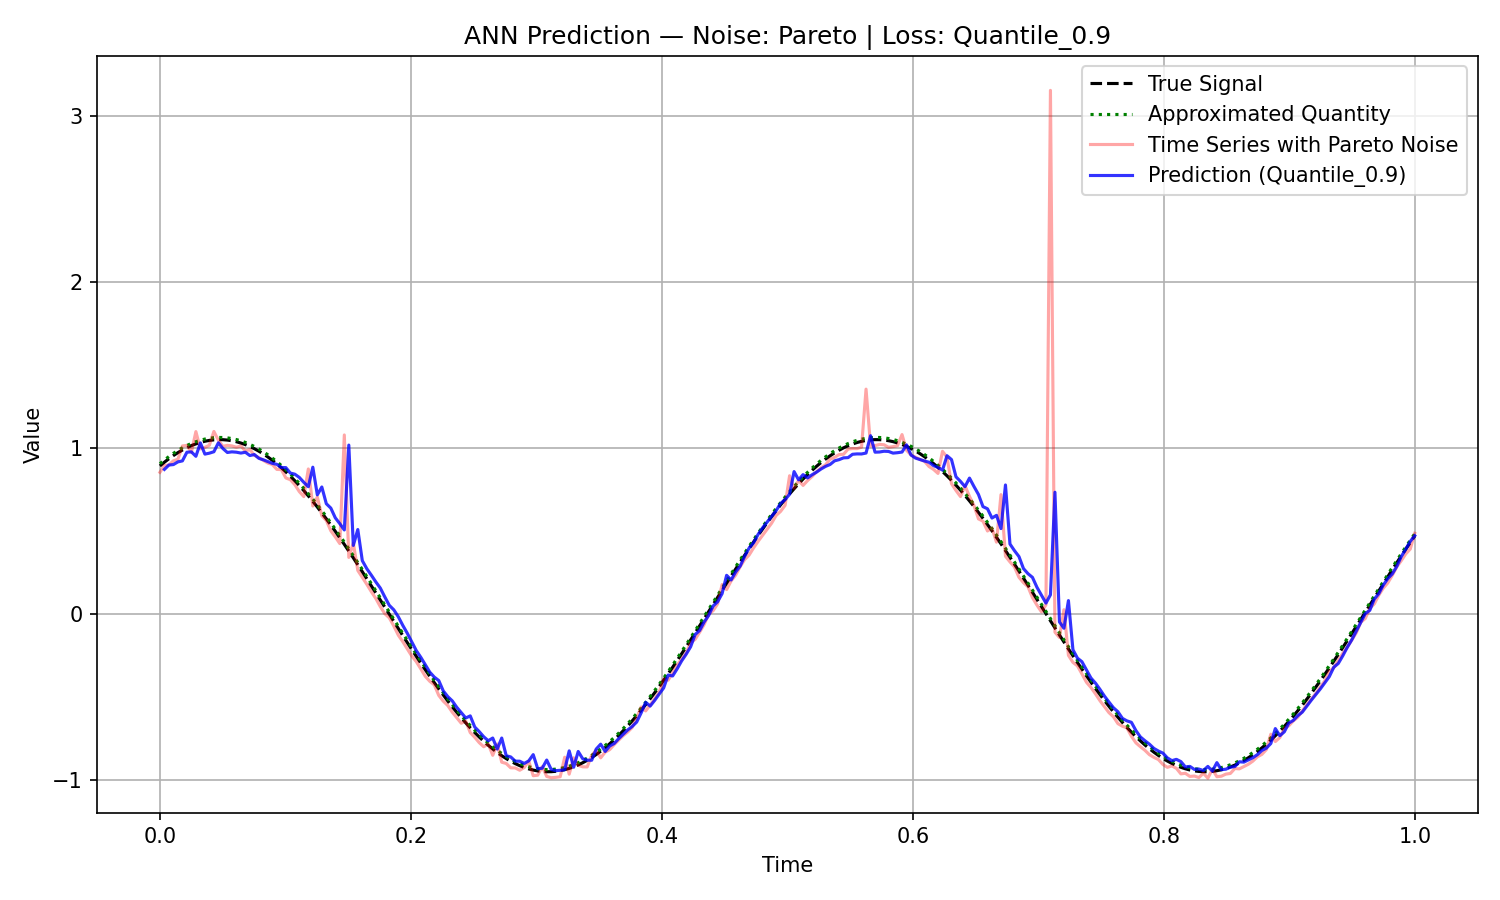 ANN Prediction — Noise: Pareto | Loss: Quantile_0.9
True Signal
Approximated Quantity
Time Series with Pareto Noise
Prediction (Quantile_0.9)
3
2
1
0
−1
Value
0.0 0.2 0.4 0.6 0.8 1.0
Time